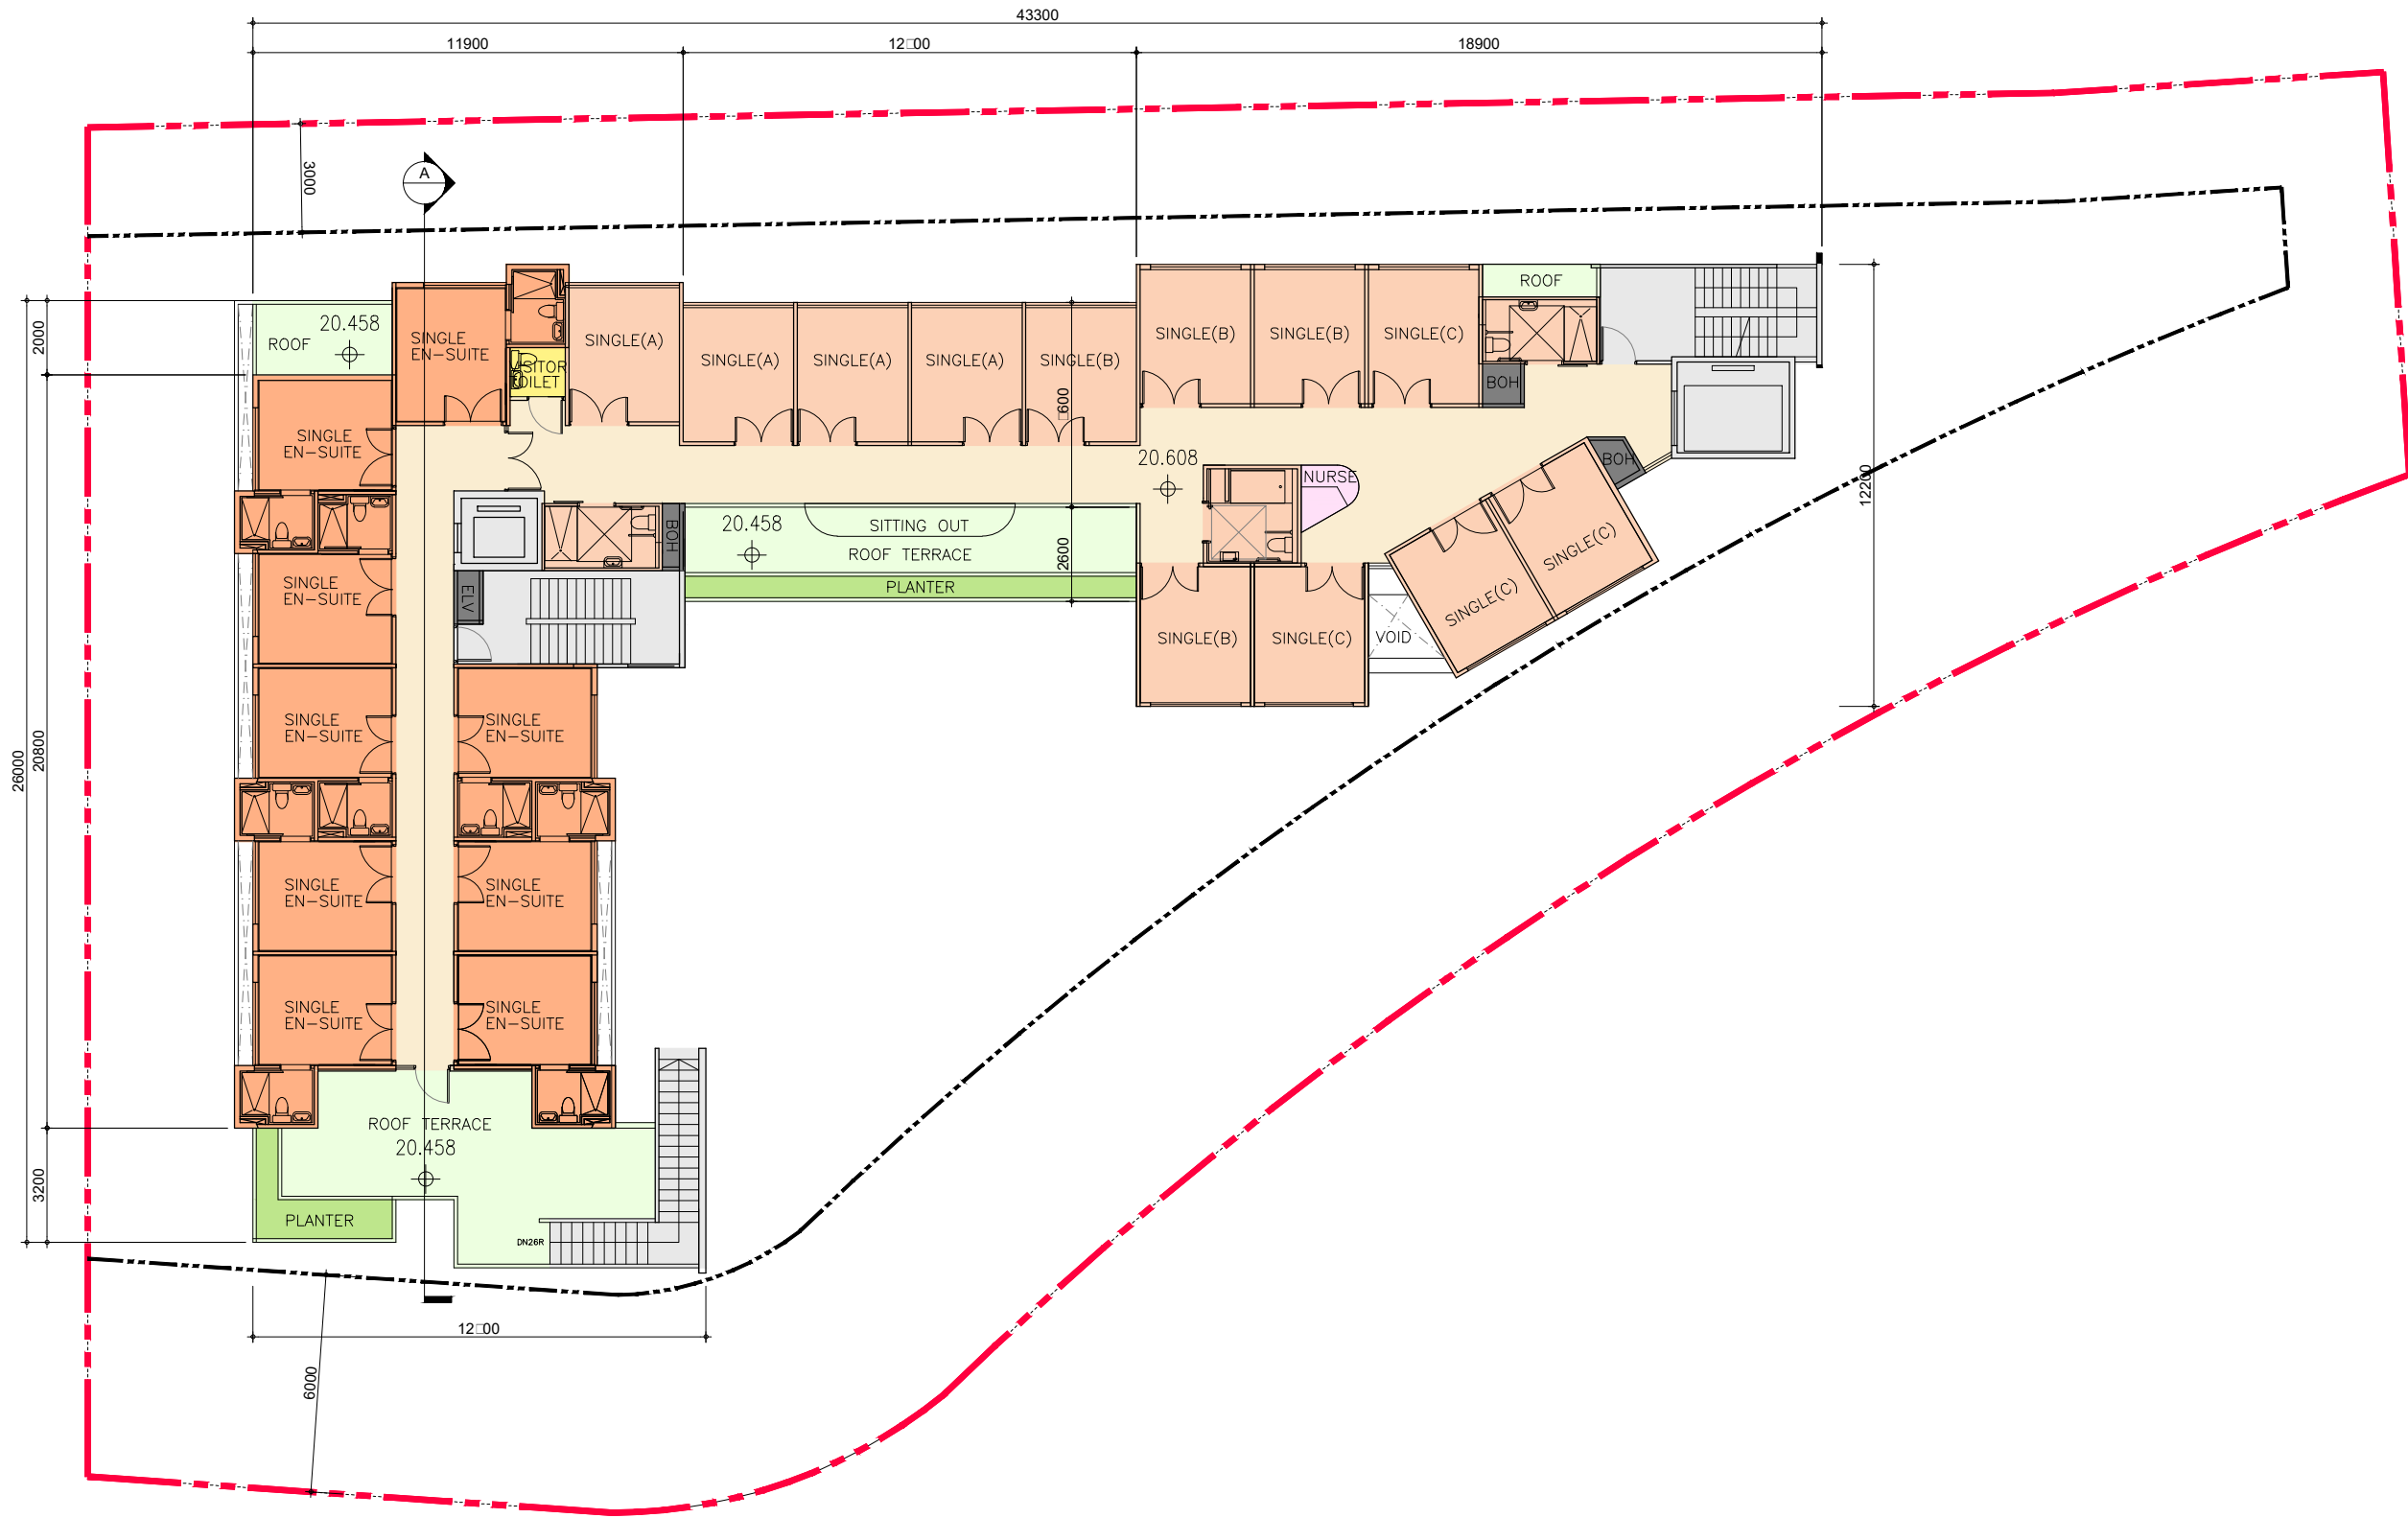 43300
11900
12□00
18900
3000
A
2000
20.458
ROOF
SINGLE
EN-SUITE
SINGLE(A)
SINGLE(A)
SINGLE(A)
SINGLE(A)
SINGLE(B)
SINGLE(B)
SINGLE(B)
SINGLE(C)
ROOF
BOH
□600
SINGLE
EN-SUITE
20.608
NURSE
BOH
12200
BOH
20.458
SITTING OUT
ROOF TERRACE
2600
PLANTER
SINGLE(C)
SINGLE(C)
SINGLE
EN-SUITE
ELV
SINGLE(B)
SINGLE(C)
VOID
26000
20800
SINGLE
EN-SUITE
SINGLE
EN-SUITE
SINGLE
EN-SUITE
SINGLE
EN-SUITE
SINGLE
EN-SUITE
SINGLE
EN-SUITE
ROOF TERRACE
20.458
3200
PLANTER
DN26R
12□00
6000